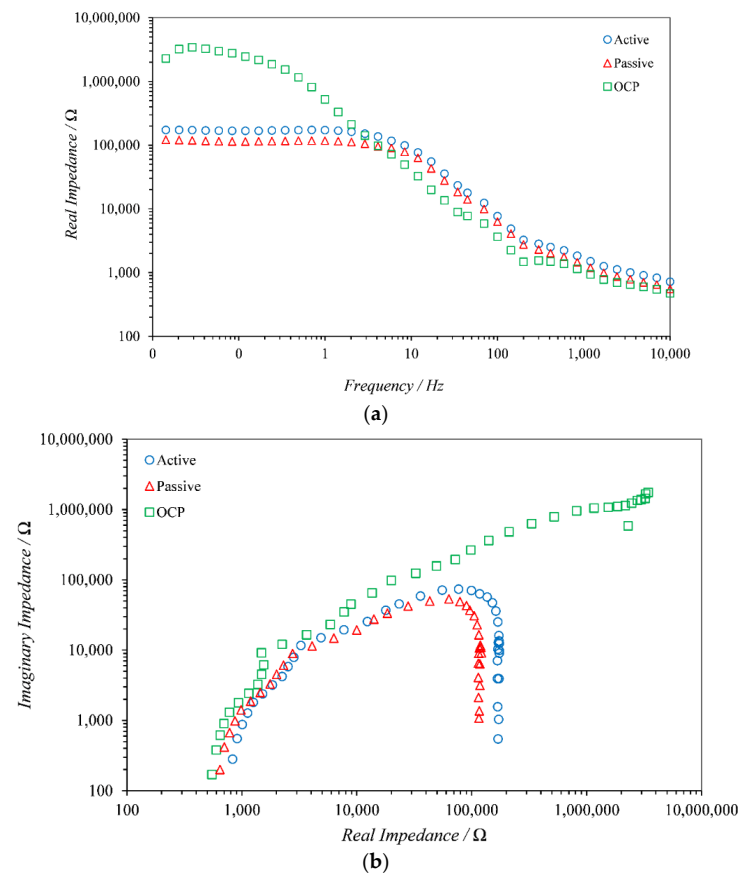 10,000,000
1,000,000
100,000
10,000
1,000
100
Real Impedance / Ω
Active
Passive
OCP
0 0 1 10 100 1,000 10,000
Frequency / Hz
(a)
10,000,000
1,000,000
100,000
10,000
1,000
100
Imaginary Impedance / Ω
Active
Passive
OCP
100 1,000 10,000 100,000 1,000,000 10,000,000
Real Impedance / Ω
(b)